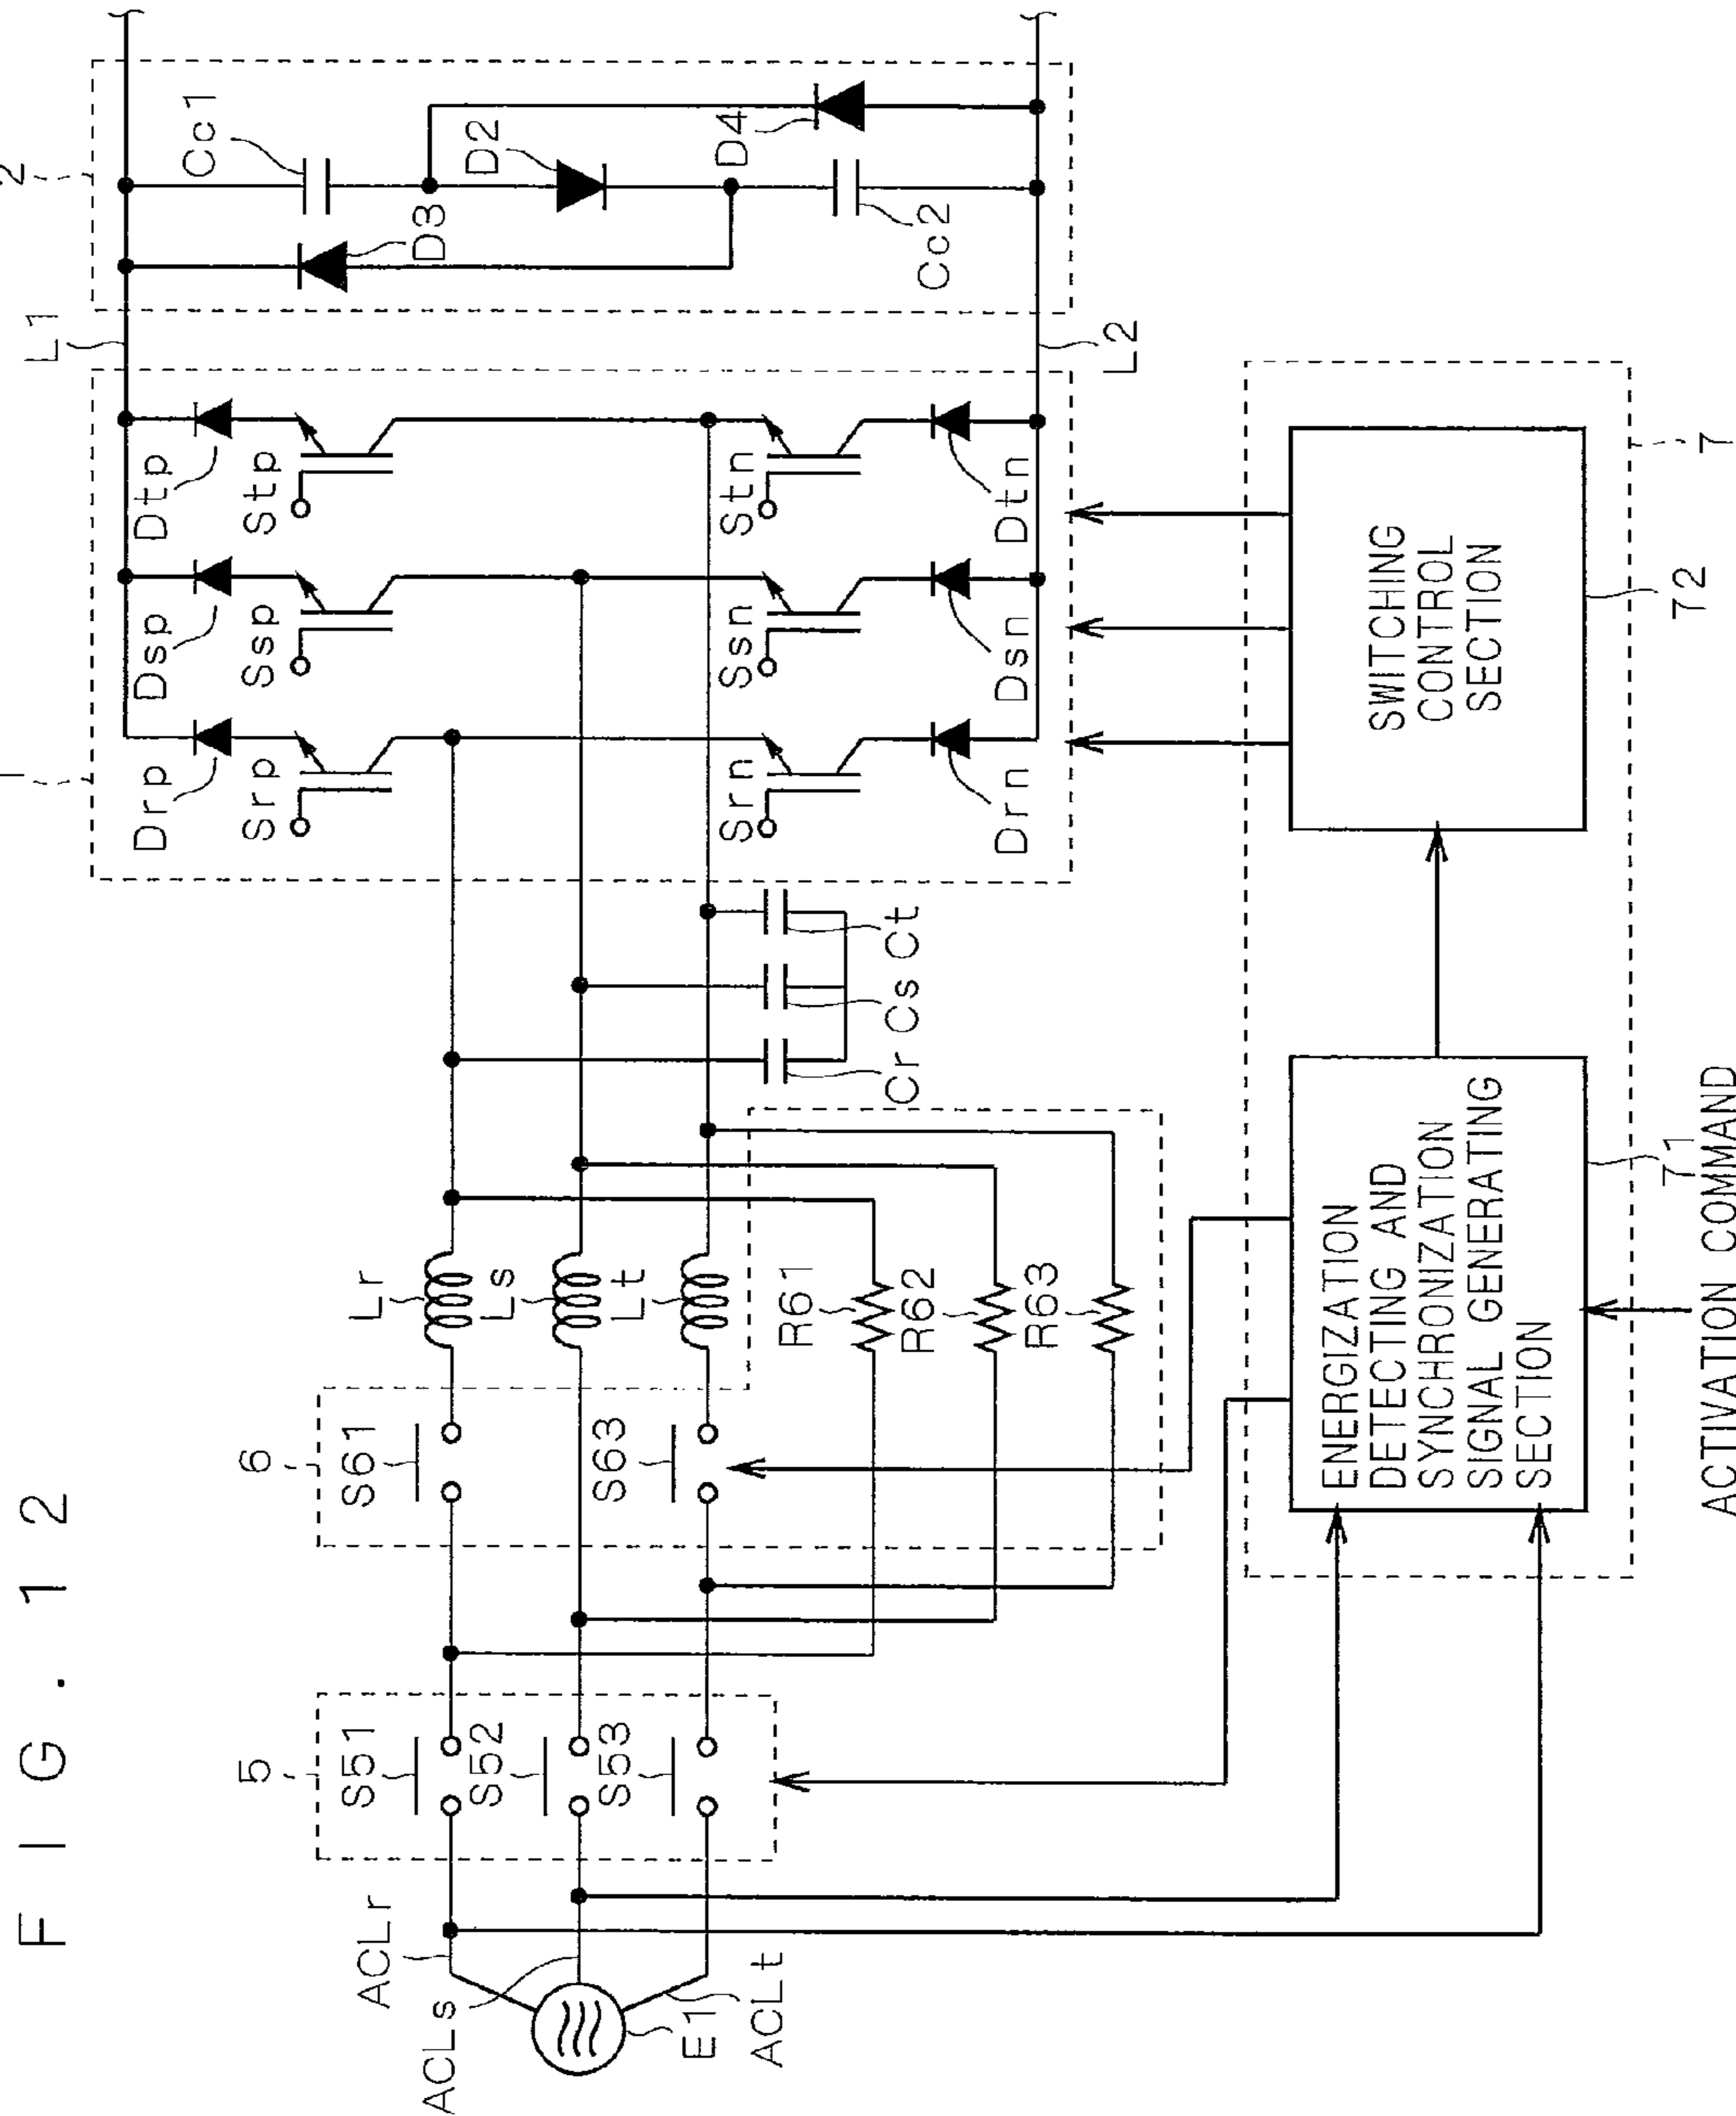 FIG.12
ACLr
ACLs
E1
ACLt
5
S51
S52
S53
6
S61
S63
Lr
Ls
Lt
R61
R62
R63
Cr
Cs
Ct
1
Drp
Srp
Dsp
Ssp
Dtp
Stp
Srn
Drn
Ssn
Dsn
Stn
Dtn
L1
L2
2
Cc1
D2
D3
D4
Cc2
ENERGIZATION
DETECTING AND
SYNCHRONIZATION
SIGNAL GENERATING
SECTION
71
SWITCHING
CONTROL
SECTION
72
7
ACTIVATION COMMAND